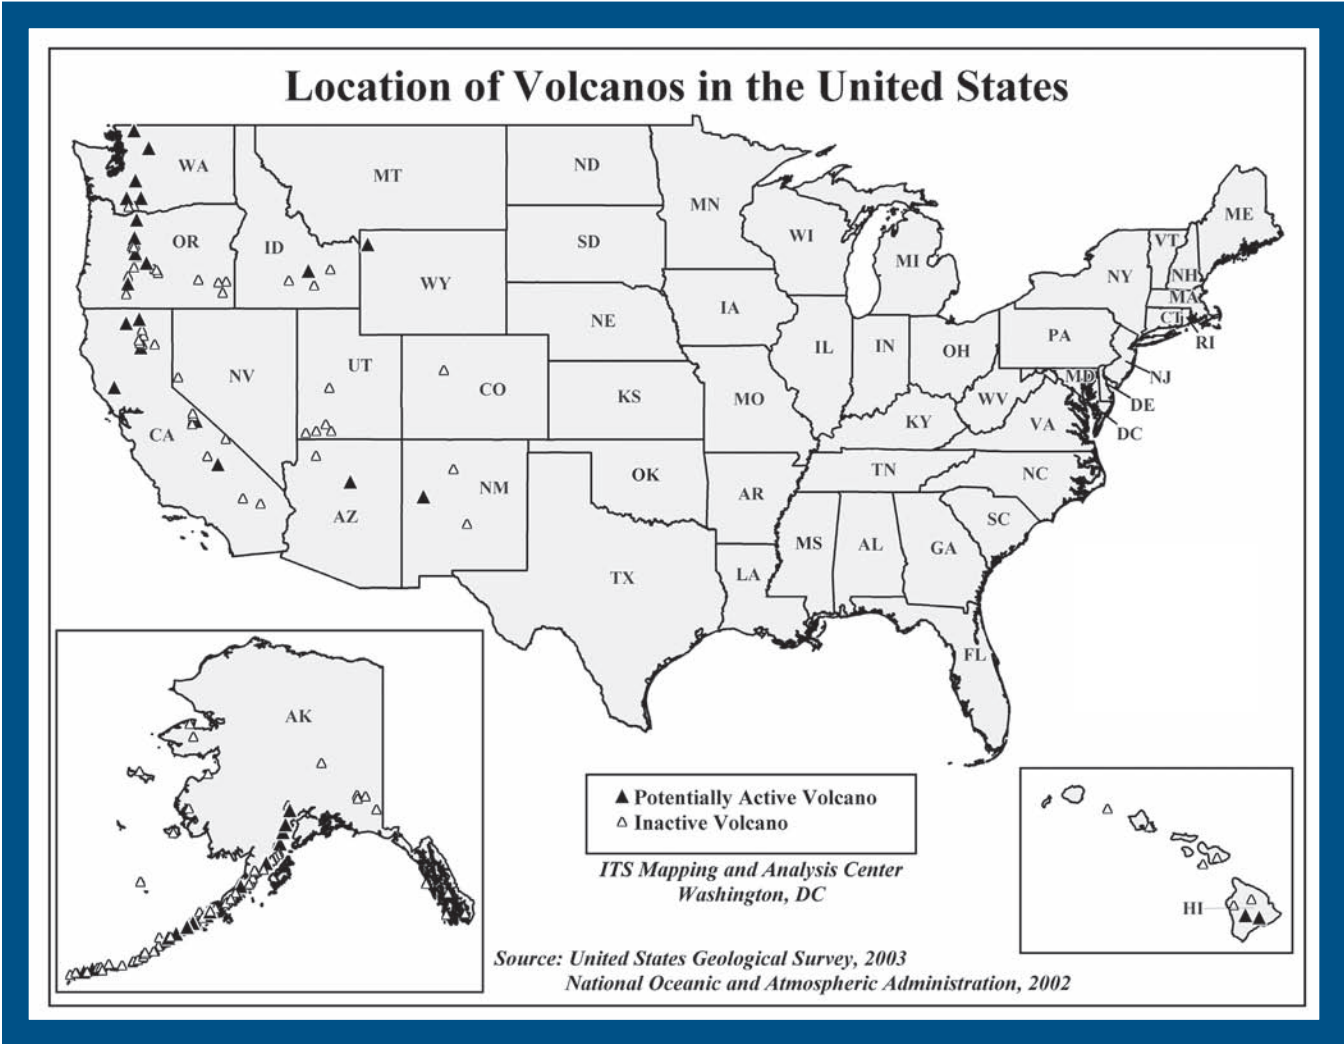 Location of Volcanos in the United States
WA
MT
ND
MN
ME
OR
ID
SD
WI
MI
VT
NH
NY
MA
WY
IA
NE
CT
RI
PA
IL
IN
OH
NV
UT
CO
KS
MO
MD
NJ
WV
DE
KY
VA
DC
CA
OK
TN
NC
NM
AR
AZ
SC
MS
AL
GA
TX
LA
FL
AK
Potentially Active Volcano
Inactive Volcano
ITS Mapping and Analysis Center
Washington, DC
HI
Source: United States Geological Survey, 2003
National Oceanic and Atmospheric Administration, 2002